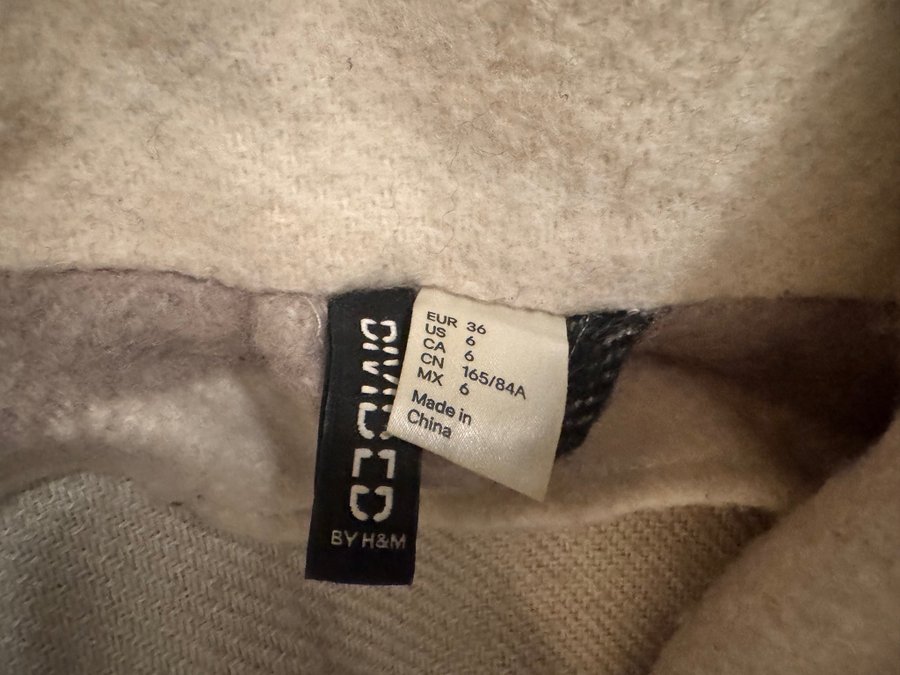 DIVIDED
BY H&M
EUR 36
US 6
CA 6
CN 165/84A
MX 6
Made in
China